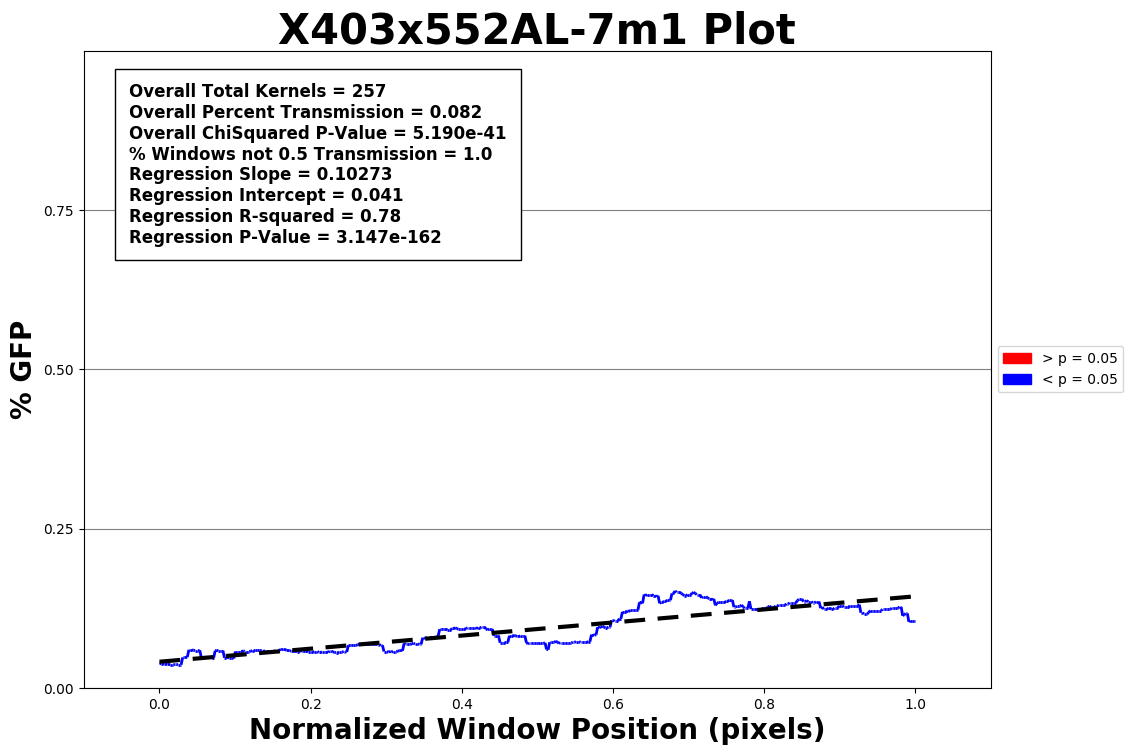 X403x552AL-7m1 Plot
Overall Total Kernels = 257
Overall Percent Transmission = 0.082
Overall ChiSquared P-Value = 5.190e-41
% Windows not 0.5 Transmission = 1.0
Regression Slope = 0.10273
Regression Intercept = 0.041
Regression R-squared = 0.78
Regression P-Value = 3.147e-162
% GFP
0.75
0.50
0.25
0.00
> p = 0.05
< p = 0.05
0.0 0.2 0.4 0.6 0.8 1.0
Normalized Window Position (pixels)